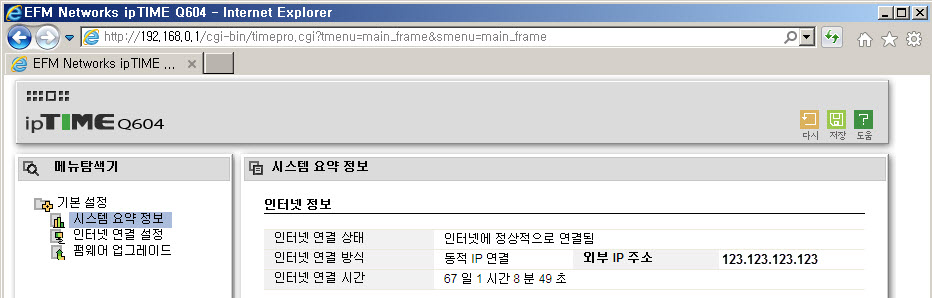 EFM Networks ipTIME Q604 - Internet Explorer
http://192,168,0,1/cgi-bin/timepro,cgi?tmenu=main_frame&smenu=main_frame
EFM Networks ipTIME Q604 ...
ipTIME Q604
다시 저장 도움
메뉴탐색기
기본 설정
시스템 요약 정보
인터넷 연결 설정
펌웨어 업그레이드
시스템 요약 정보
인터넷 정보
인터넷 연결 상태 인터넷에 정상적으로 연결됨
인터넷 연결 방식 동적 IP 연결 외부 IP 주소 123.123.123.123
인터넷 연결 시간 67 일 1 시간 8 분 49 초